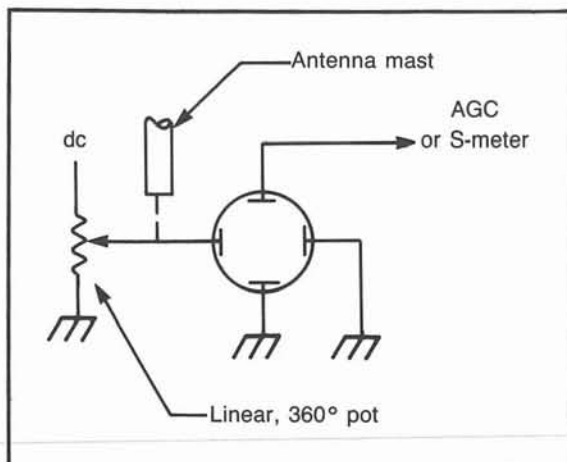 Antenna mast
AGC
or S-meter
dc
Linear, 360° pot